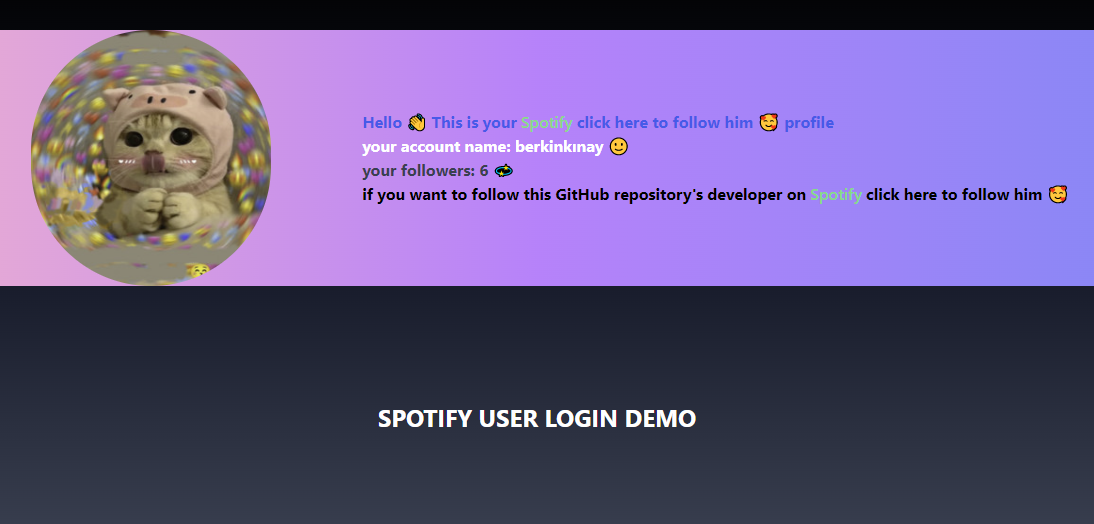 Hello 👋 This is your Spotify click here to follow him 🥰 profile
your account name: berkinkınay 🙂
your followers: 6 🪲
if you want to follow this GitHub repository's developer on Spotify click here to follow him 🥰
SPOTIFY USER LOGIN DEMO